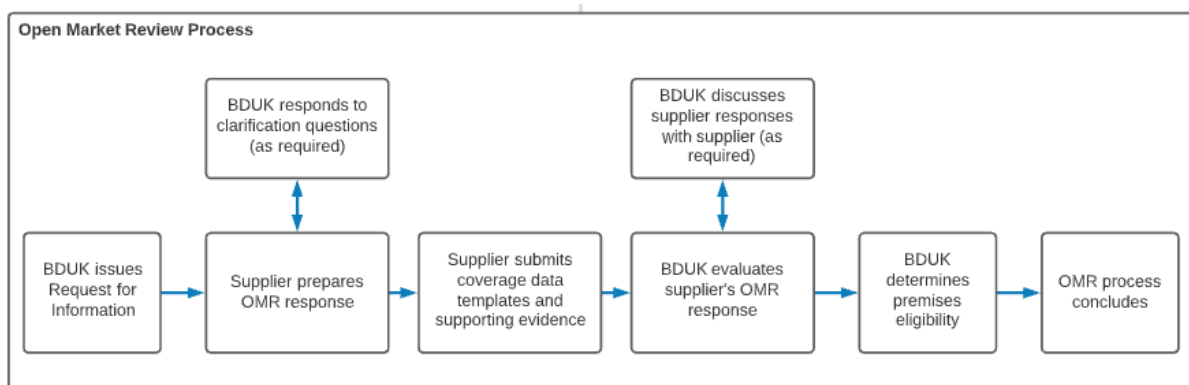 Open Market Review Process
BDUK responds to
clarification questions
(as required)
BDUK discusses
supplier responses
with supplier (as
required)
BDUK issues
Request for
Information
Supplier prepares
OMR response
Supplier submits
coverage data
templates and
supporting evidence
BDUK evaluates
supplier's OMR
response
BDUK
determines
premises
eligibility
OMR process
concludes